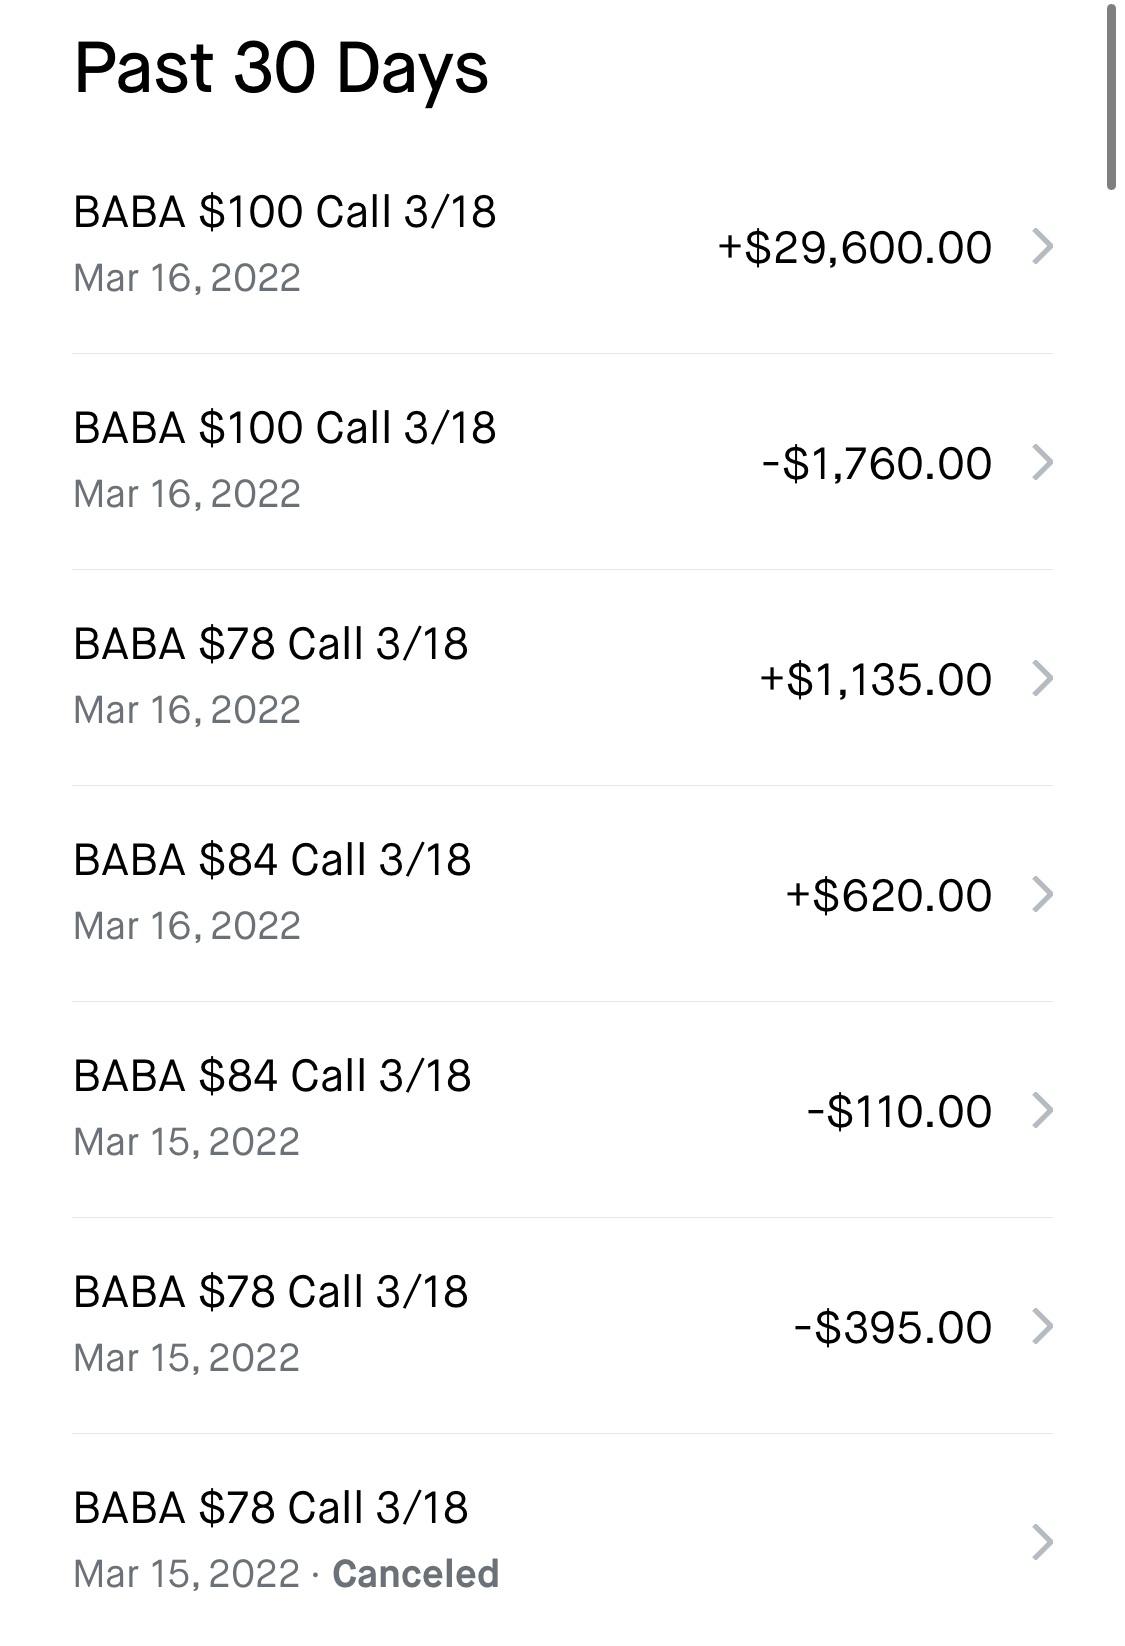 Past 30 Days
BABA $100 Call 3/18
Mar 16, 2022
+$29,600.00
BABA $100 Call 3/18
Mar 16, 2022
-$1,760.00
BABA $78 Call 3/18
Mar 16, 2022
+$1,135.00
BABA $84 Call 3/18
Mar 16, 2022
+$620.00
BABA $84 Call 3/18
Mar 15, 2022
-$110.00
BABA $78 Call 3/18
Mar 15, 2022
-$395.00
BABA $78 Call 3/18
Mar 15, 2022 · Canceled